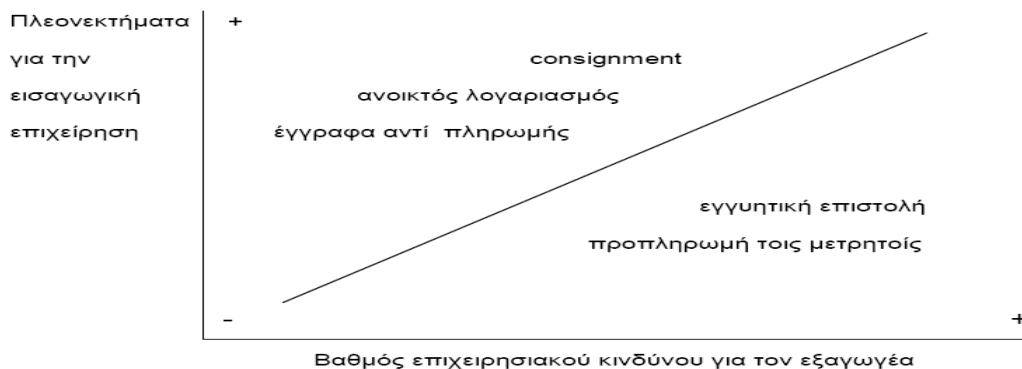 Πλεονεκτήματα +
για την consignment
εισαγωγική ανοικτός λογαριασμός
επιχείρηση έγγραφα αντί πληρωμής
εγγυητική επιστολή
προπληρωμή τοις μετρητοίς
- +
Βαθμός επιχειρησιακού κινδύνου για τον εξαγωγέα